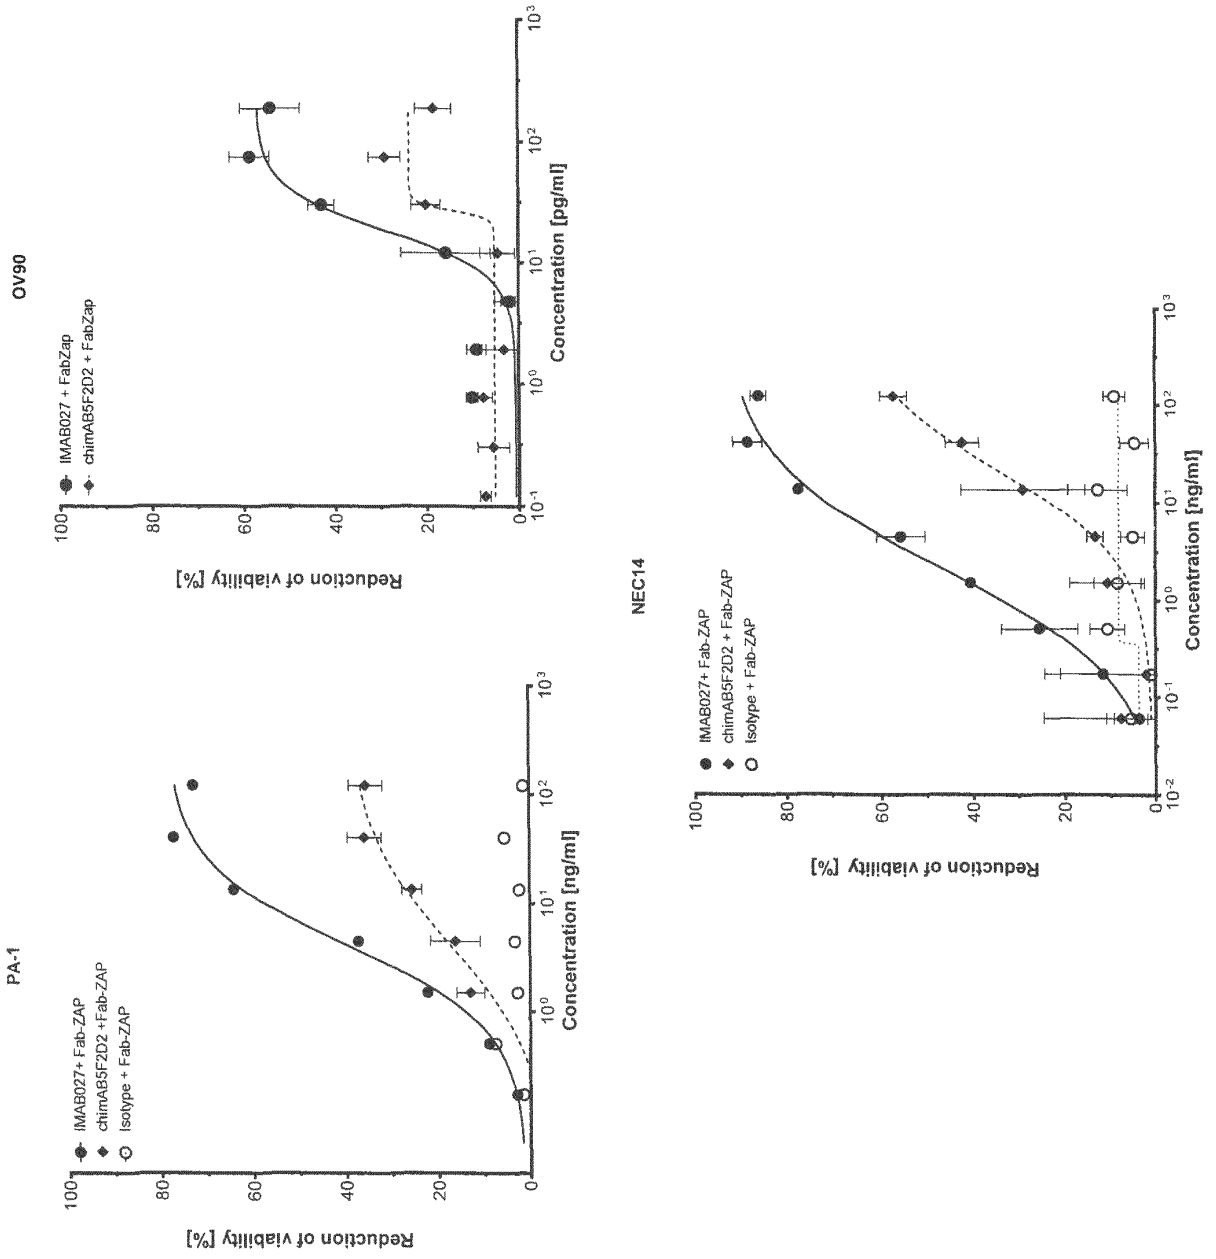 PA-1
IMAB027+ Fab-ZAP
chimAB5F2D2 +Fab-ZAP
Isotype + Fab-ZAP
Reduction of viability [%]
100
80
60
40
20
0
10⁰
10¹
10²
10³
Concentration [ng/ml]
OV90
IMAB027 + FabZap
chimAB5F2D2 + FabZap
Reduction of viability [%]
100
80
60
40
20
0
10⁻¹
10⁰
10¹
10²
10³
Concentration [pg/ml]
NEC14
IMAB027+ Fab-ZAP
chimAB5F2D2 + Fab-ZAP
Isotype + Fab-ZAP
Reduction of viability [%]
100
80
60
40
20
0
10⁻²
10⁻¹
10⁰
10¹
10²
10³
Concentration [ng/ml]